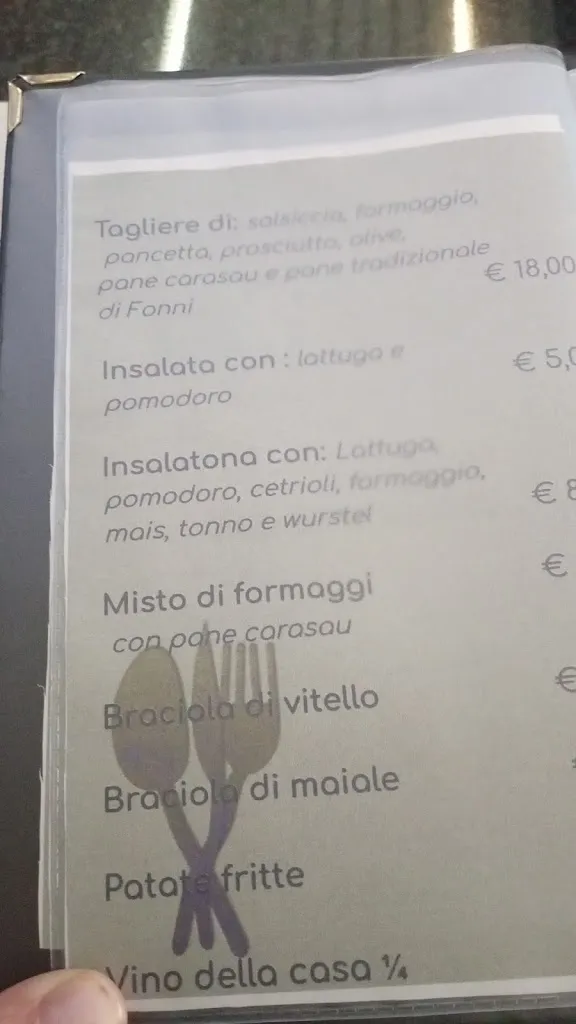 Tagliere di: salsiccia, formaggio,
pancetta, prosciutto, olive,
pane carasau e pane tradizionale
di Fonni
€ 18,00
Insalata con : lattuga e
pomodoro
€ 5,0
Insalatona con: Lattuga,
pomodoro, cetrioli, formaggio,
mais, tonno e wurstel
€ 8
Misto di formaggi
con pane carasau
€
Braciola di vitello
€
Braciola di maiale
Patate fritte
Vino della casa ¼